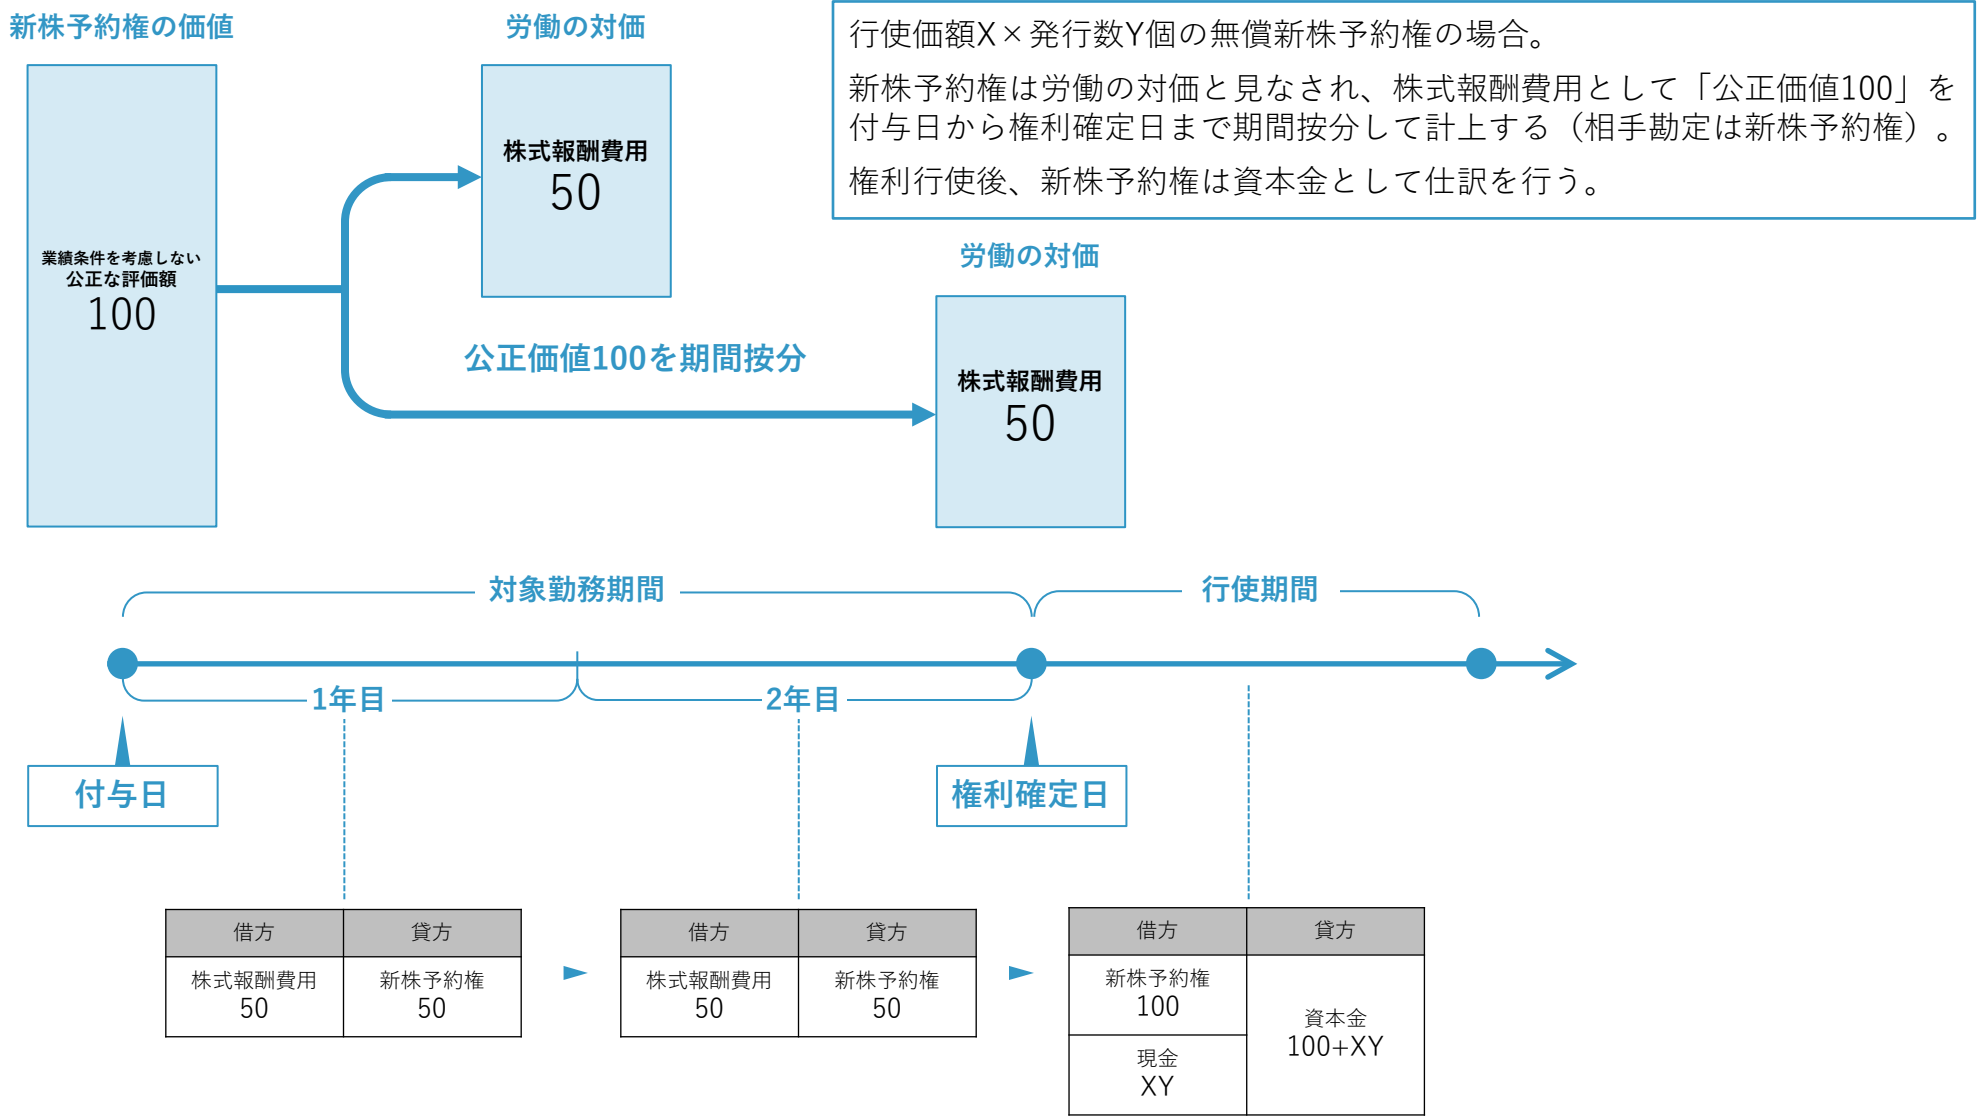 新株予約権の価値
労働の対価
行使価額X×発行数Y個の無償新株予約権の場合。
新株予約権は労働の対価と見なされ、株式報酬費用として「公正価値100」を
付与日から権利確定日まで期間按分して計上する（相手勘定は新株予約権）。
権利行使後、新株予約権は資本金として仕訳を行う。
株式報酬費用
50
業績条件を考慮しない
公正な評価額
100
労働の対価
公正価値100を期間按分
株式報酬費用
50
対象勤務期間
行使期間
1年目
2年目
付与日
権利確定日
借方
貸方
株式報酬費用
50
新株予約権
50
借方
貸方
株式報酬費用
50
新株予約権
50
借方
貸方
新株予約権
100
現金
XY
資本金
100+XY